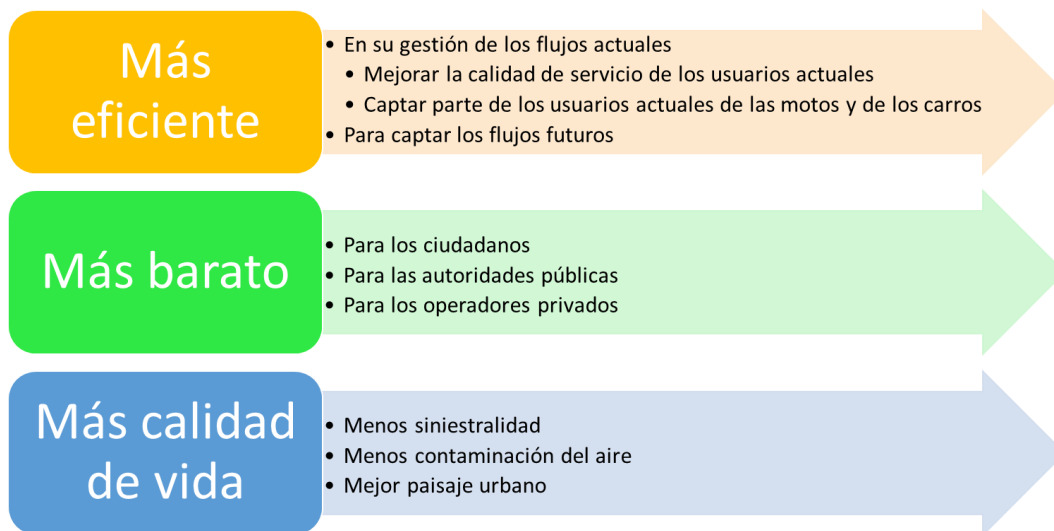 Más
eficiente
• En su gestión de los flujos actuales
• Mejorar la calidad de servicio de los usuarios actuales
• Captar parte de los usuarios actuales de las motos y de los carros
• Para captar los flujos futuros
Más barato
• Para los ciudadanos
• Para las autoridades públicas
• Para los operadores privados
Más calidad
de vida
• Menos siniestralidad
• Menos contaminación del aire
• Mejor paisaje urbano